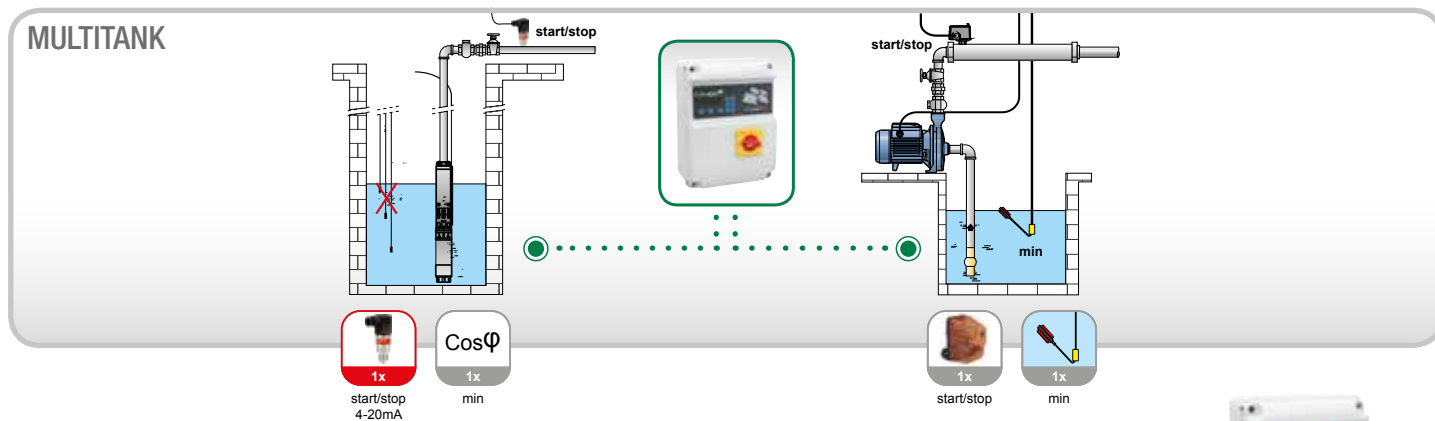 MULTITANK
start/stop
start/stop
min
1x
start/stop
4-20mA
Cosφ
1x
min
1x
start/stop
1x
min